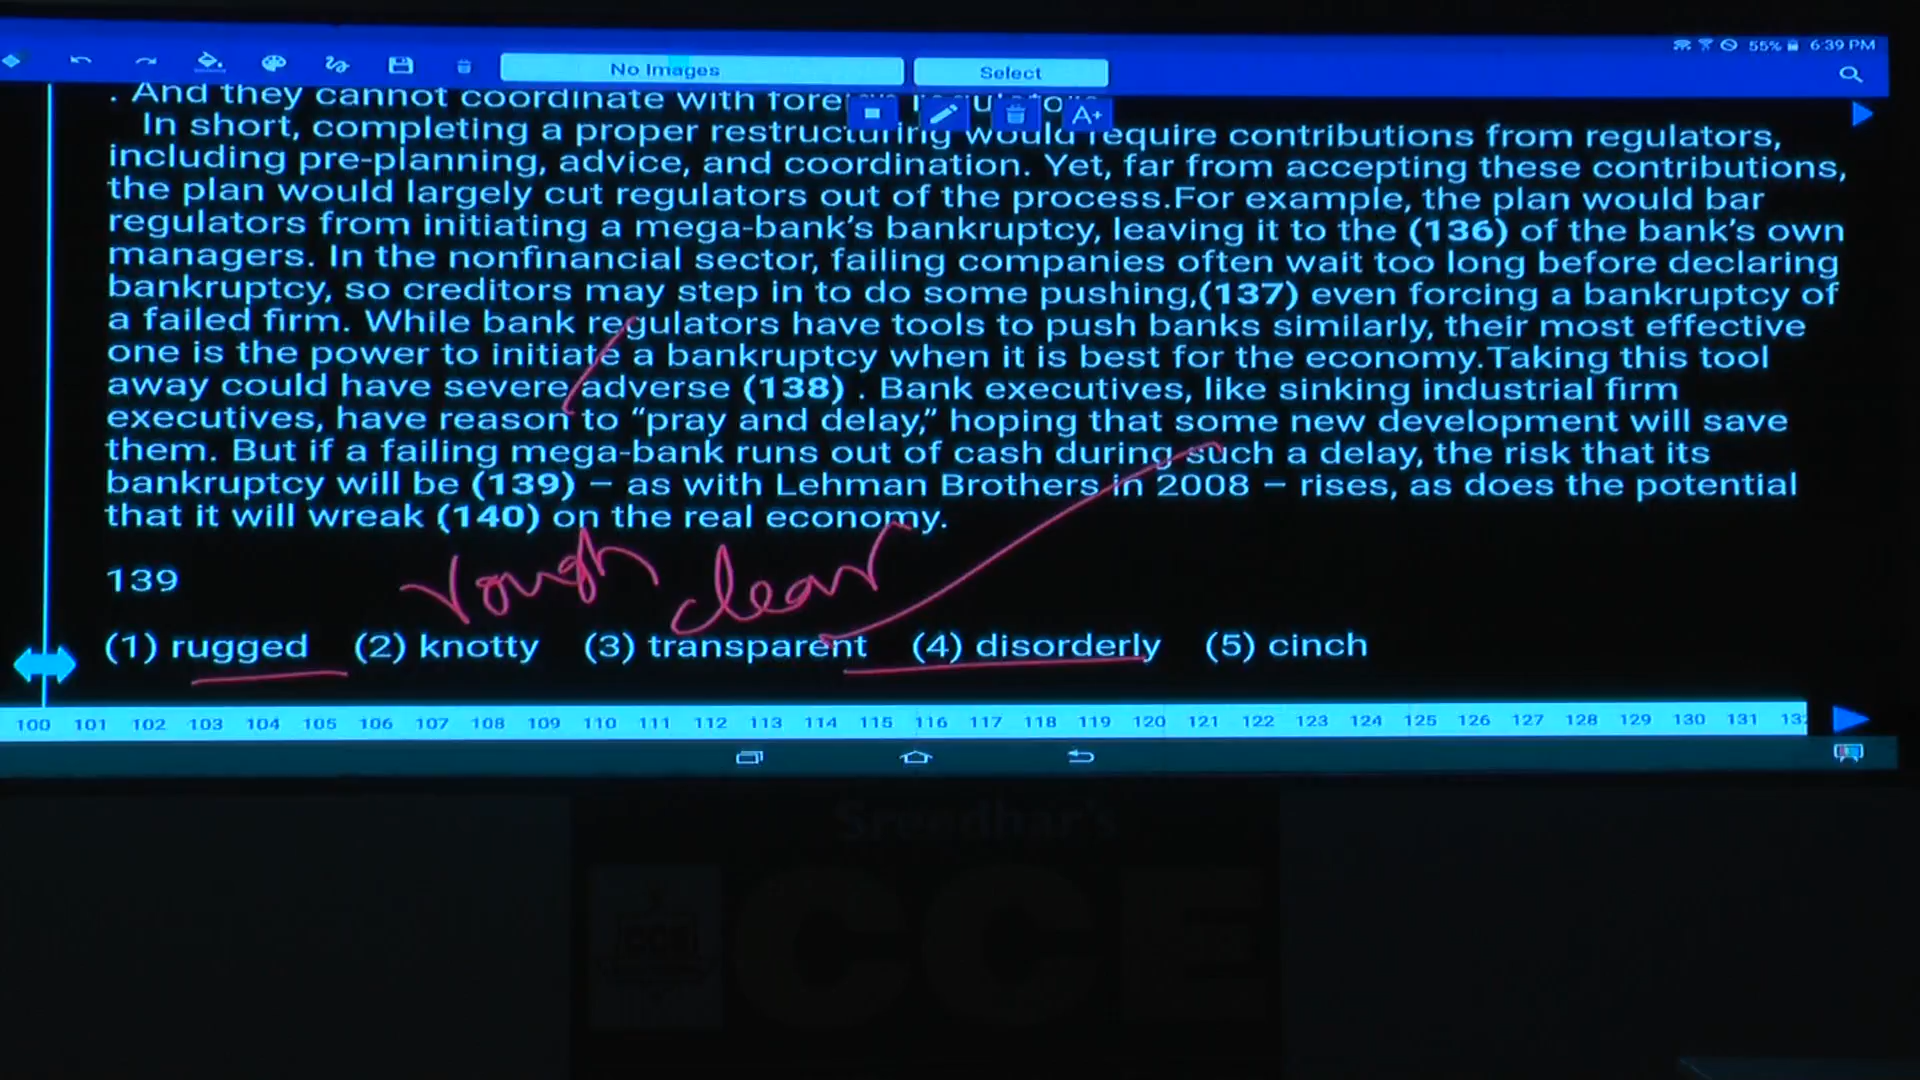 No Images
Select
55%
6:39 PM
. And they cannot coordinate with
In short, completing a proper restructuring would require contributions from regulators,
including pre-planning, advice, and coordination. Yet, far from accepting these contributions,
the plan would largely cut regulators out of the process.For example, the plan would bar
regulators from initiating a mega-bank's bankruptcy, leaving it to the (136) of the bank's own
managers. In the nonfinancial sector, failing companies often wait too long before declaring
bankruptcy, so creditors may step in to do some pushing,(137) even forcing a bankruptcy of
a failed firm. While bank regulators have tools to push banks similarly, their most effective
one is the power to initiate a bankruptcy when it is best for the economy.Taking this tool
away could have severe adverse (138) . Bank executives, like sinking industrial firm
executives, have reason to “pray and delay,” hoping that some new development will save
them. But if a failing mega-bank runs out of cash during such a delay, the risk that its
bankruptcy will be (139) – as with Lehman Brothers in 2008 – rises, as does the potential
that it will wreak (140) on the real economy.
A+
139
rough clear
(1) rugged (2) knotty (3) transparent (4) disorderly (5) cinch
100 101 102 103 104 105 106 107 108 109 110 111 112 113 114 115 116 117 118 119 120 121 122 123 124 125 126 127 128 129 130 131
Sreedhar's
CCE